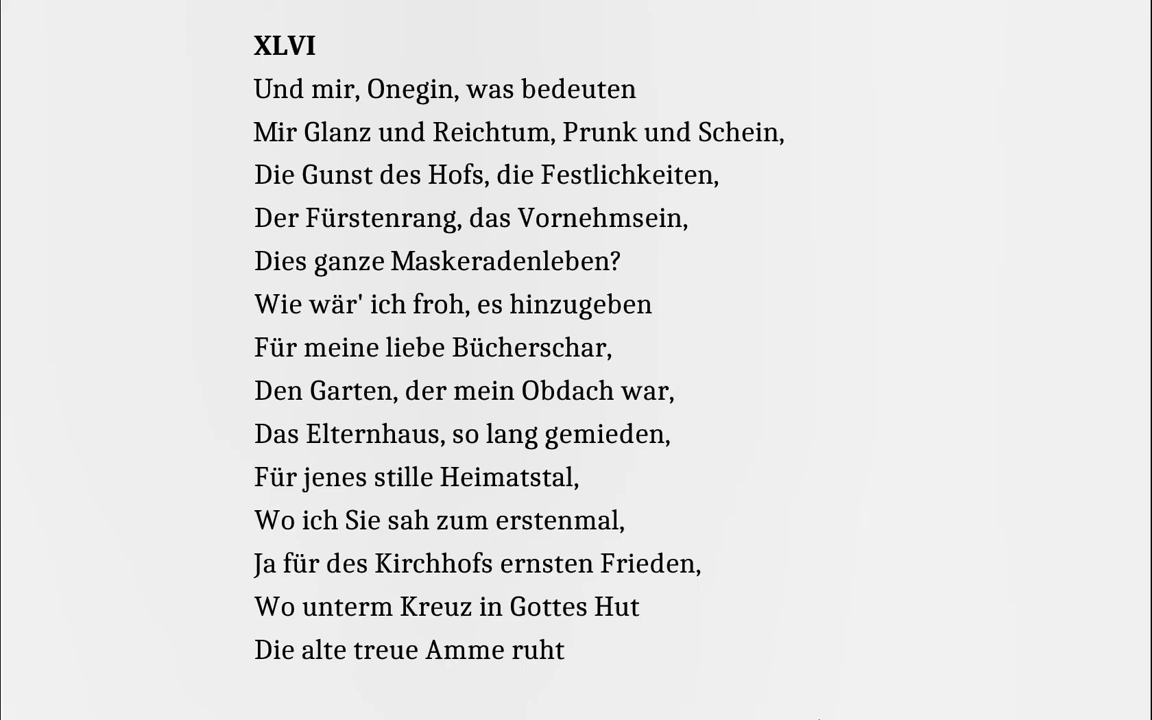 XLVI
Und mir, Onegin, was bedeuten
Mir Glanz und Reichtum, Prunk und Schein,
Die Gunst des Hofs, die Festlichkeiten,
Der Fürstenrang, das Vornehmsein,
Dies ganze Maskeradenleben?
Wie wär' ich froh, es hinzugeben
Für meine liebe Bücherschar,
Den Garten, der mein Obdach war,
Das Elternhaus, so lang gemieden,
Für jenes stille Heimatstal,
Wo ich Sie sah zum erstenmal,
Ja für des Kirchhofs ernsten Frieden,
Wo unterm Kreuz in Gottes Hut
Die alte treue Amme ruht